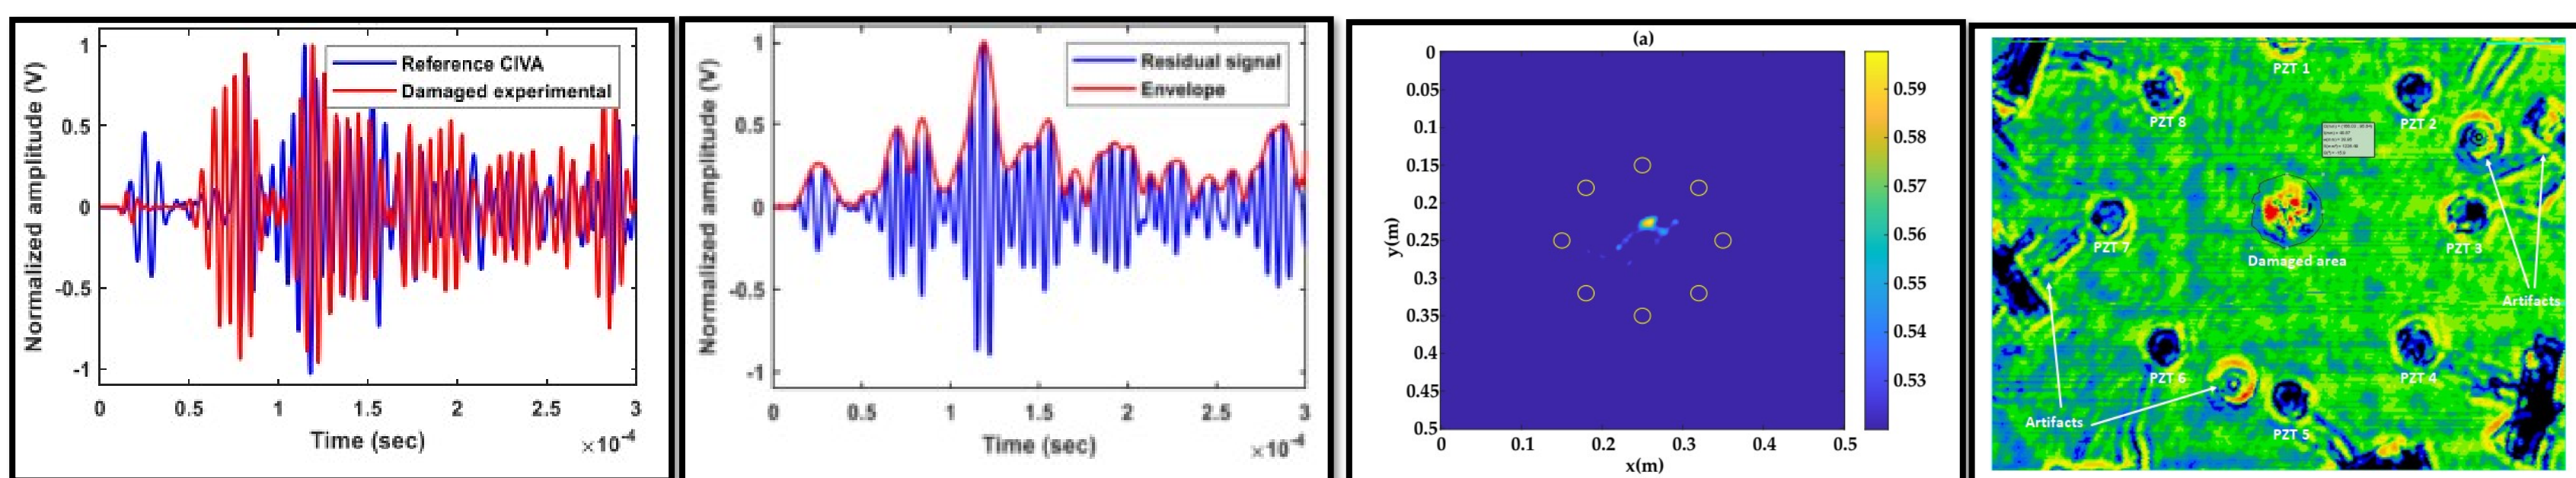 Normalized amplitude (V)
1
0.5
0
-0.5
-1
Reference CIVA
Damaged experimental
0 0.5 1 1.5 2 2.5 3
Time (sec)
×10-4
Normalized amplitude (V)
1
0.5
0
-0.5
-1
Residual signal
Envelope
0 0.5 1 1.5 2 2.5 3
Time (sec)
×10-4
(a)
y(m)
0
0.05
0.1
0.15
0.2
0.25
0.3
0.35
0.4
0.45
0.5
0 0.1 0.2 0.3 0.4 0.5
x(m)
0.59
0.58
0.57
0.56
0.55
0.54
0.53
PZT 1
PZT 8
PZT 2
PZT 7
PZT 3
Damaged area
Artifacts
PZT 6
PZT 4
Artifacts
PZT 5